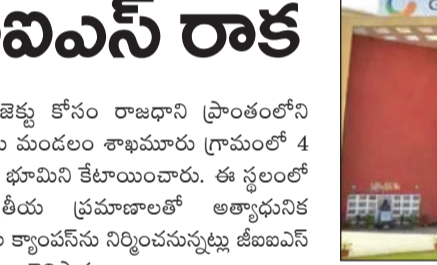 ఐఎస్ రాక
జెక్టు కోసం రాజధాని ప్రాంతంలోని
మండలం శాఖమూరు గ్రామంలో 4
భూమిని కేటాయించారు. ఈ స్థలంలో
తీయ ప్రమాణాలతో అత్యాధునిక
క్యాంపస్‌ను నిర్మించనున్నట్లు జీఐఐఎస్